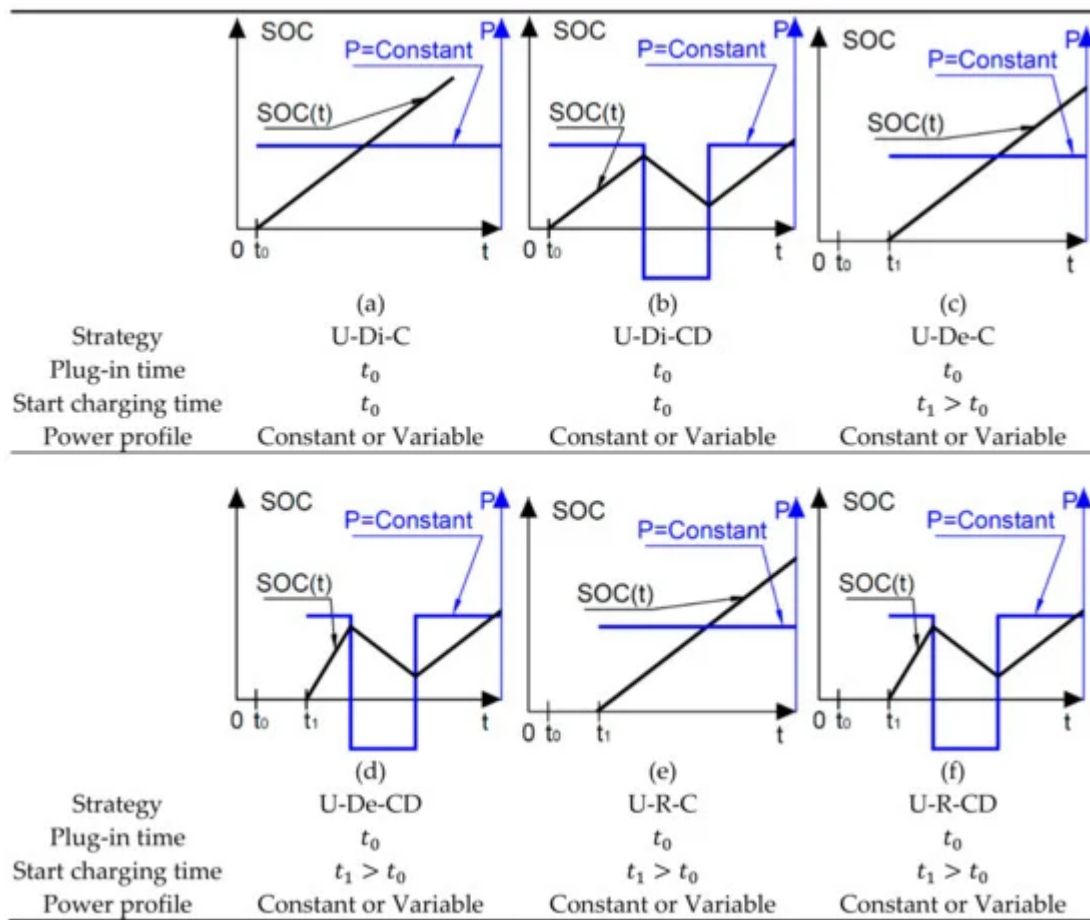 SOC P SOC P SOC P
P=Constant P=Constant P=Constant
SOC(t) SOC(t) SOC(t)
0 t₀ t 0 t₀ t 0 t₀ t₁ t
(a) (b) (c)
Strategy U-Di-C U-Di-CD U-De-C
Plug-in time t₀ t₀ t₀
Start charging time t₀ t₀ t₁ > t₀
Power profile Constant or Variable Constant or Variable Constant or Variable
SOC P SOC P SOC P
P=Constant P=Constant P=Constant
SOC(t) SOC(t) SOC(t)
0 t₀ t₁ t 0 t₀ t₁ t 0 t₀ t₁ t
(d) (e) (f)
Strategy U-De-CD U-R-C U-R-CD
Plug-in time t₀ t₀ t₀
Start charging time t₁ > t₀ t₁ > t₀ t₁ > t₀
Power profile Constant or Variable Constant or Variable Constant or Variable